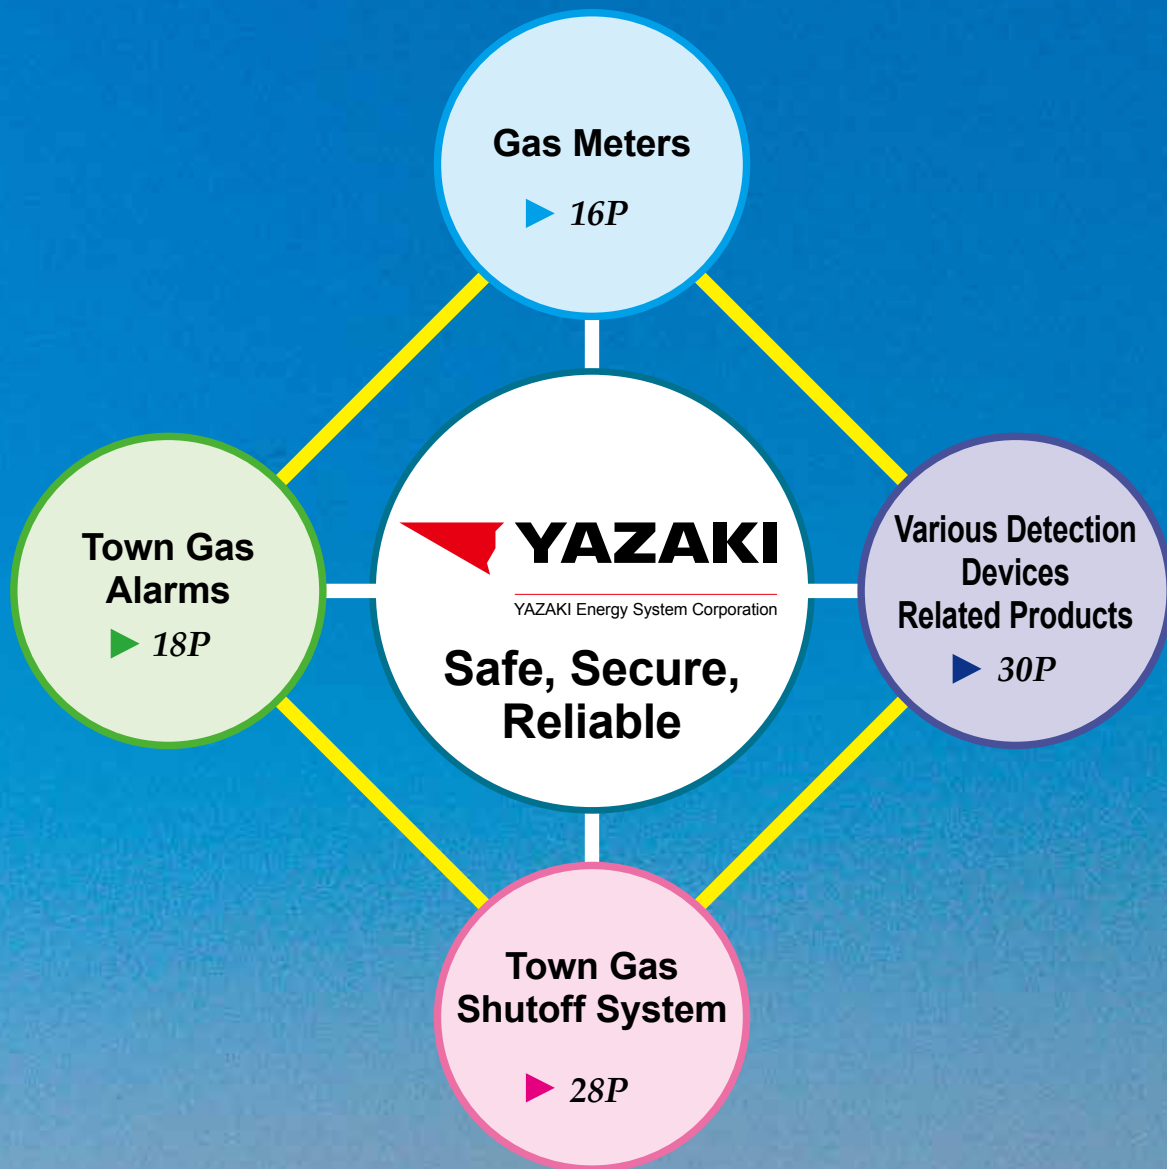 Gas Meters
▶ 16P
Town Gas
Alarms
▶ 18P
YAZAKI
YAZAKI Energy System Corporation
Safe, Secure,
Reliable
Various Detection
Devices
Related Products
▶ 30P
Town Gas
Shutoff System
▶ 28P